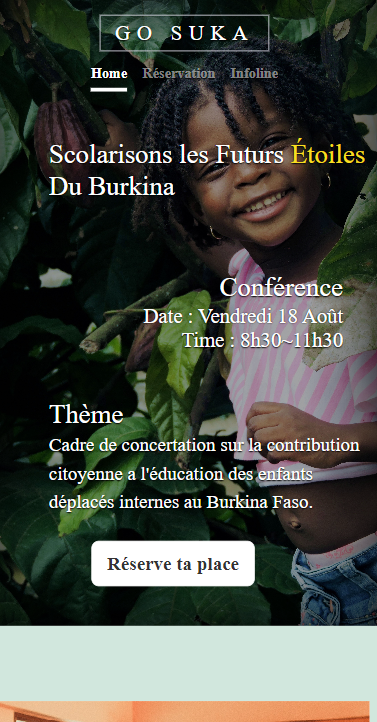 GO SUKA
Home Réservation Infoline
Scolarisons les Futurs Étoiles
Du Burkina
Conférence
Date : Vendredi 18 Août
Time : 8h30~11h30
Thème
Cadre de concertation sur la contribution
citoyenne a l'éducation des enfants
déplacés internes au Burkina Faso.
Réserve ta place